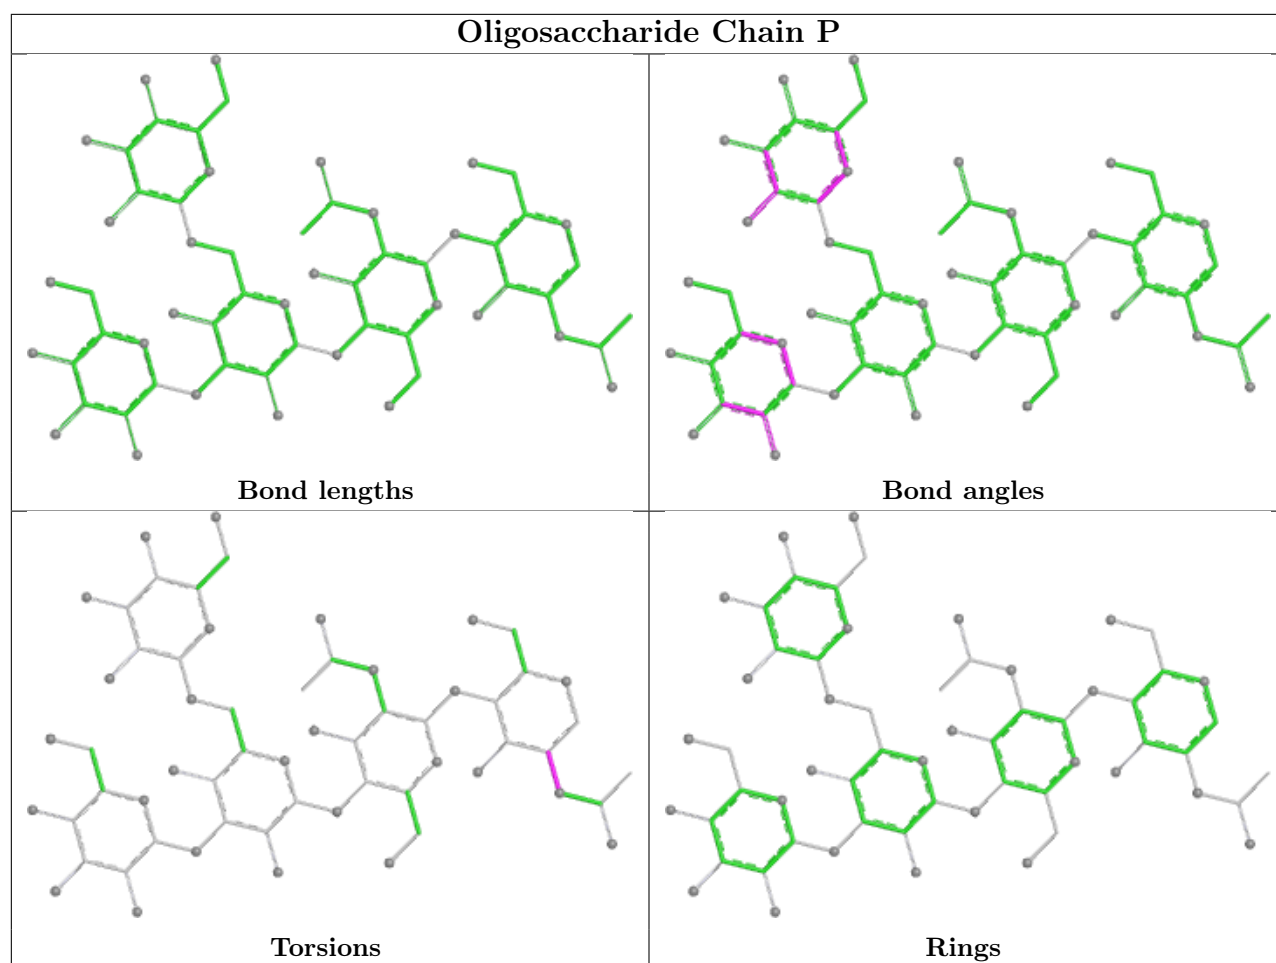 Oligosaccharide Chain P
Bond lengths
Bond angles
Torsions
Rings